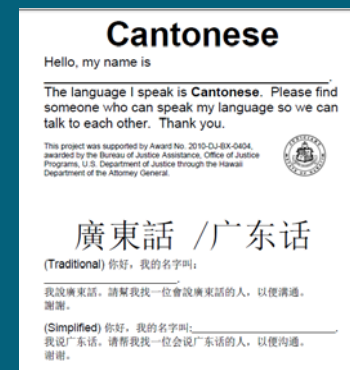 Cantonese
Hello, my name is
________________________________.
The language I speak is Cantonese. Please find
someone who can speak my language so we can
talk to each other. Thank you.
This project was supported by Award No. 2010-DJ-BX-0404,
awarded by the Bureau of Justice Assistance, Office of Justice
Programs, U.S. Department of Justice through the Hawaii
Department of the Attorney General.
廣東話 /广东话
(Traditional) 你好，我的名字叫:
________________.
我說廣東話。請幫我找一位會說廣東話的人，以便溝通。
謝謝。
(Simplified) 你好，我的名字叫:________________.
我说广东话。请帮我找一位会说广东话的人，以便沟通。
谢谢。